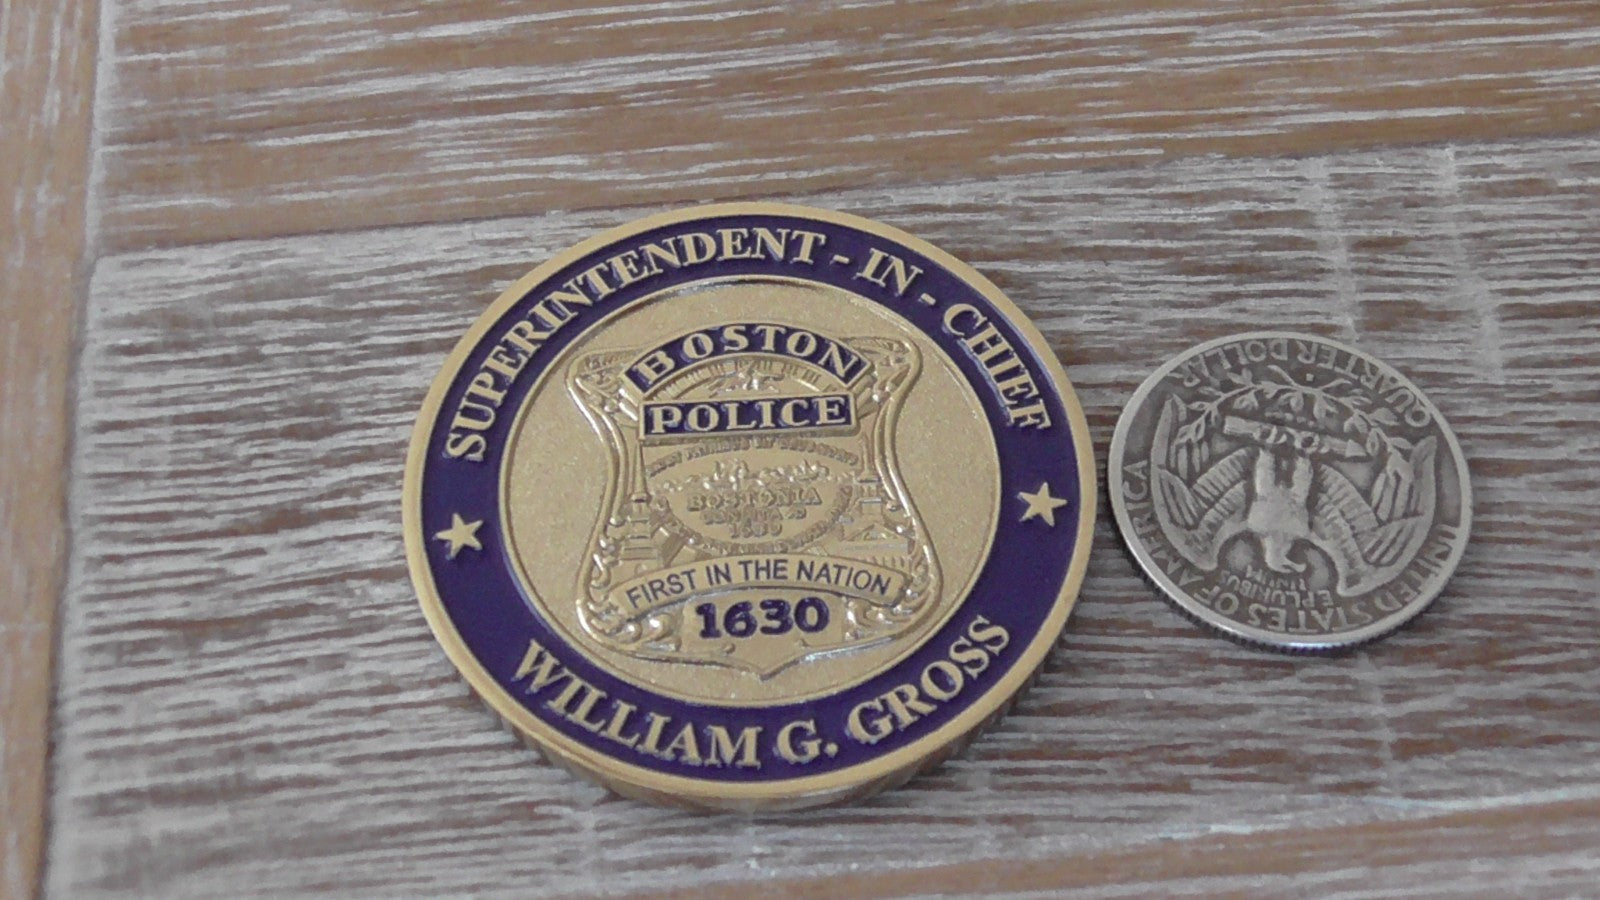 SUPERINTENDENT - IN - CHIEF
BOSTON
POLICE
BOSTONIA
1630
FIRST IN THE NATION
1630
WILLIAM G. GROSS
UNITED STATES OF AMERICA
E PLURIBUS
UNUM
QUARTER DOLLAR